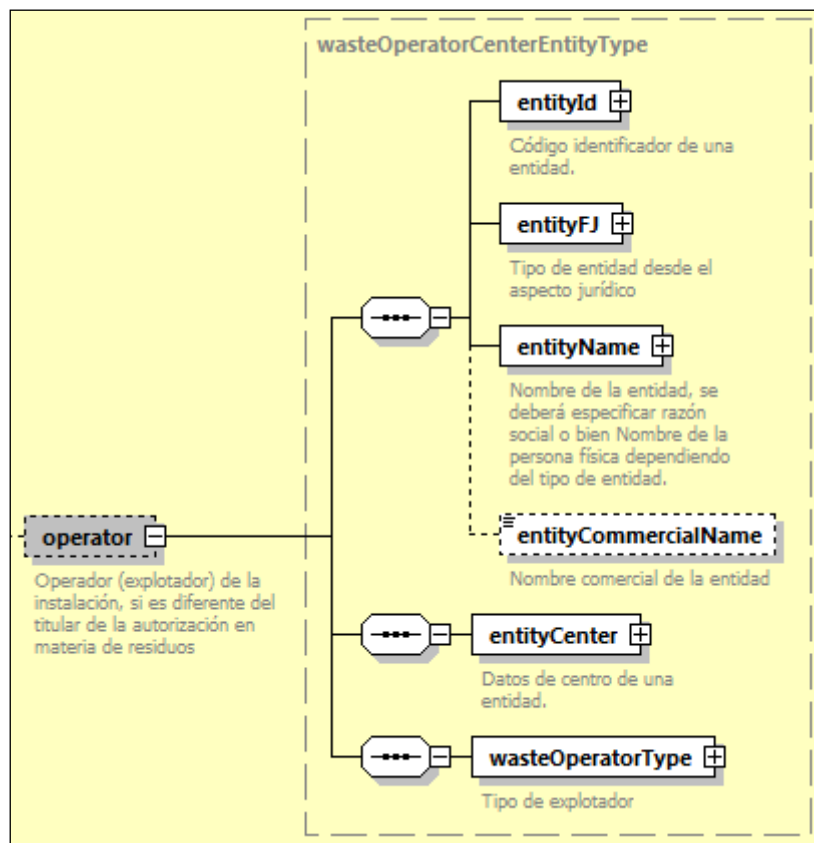 wasteOperatorCenterEntityType
entityId
Código identificador de una
entidad.
entityFJ
Tipo de entidad desde el
aspecto jurídico
entityName
Nombre de la entidad, se
deberá especificar razón
social o bien Nombre de la
persona física dependiendo
del tipo de entidad.
entityCommercialName
Nombre comercial de la entidad
operator
Operador (explotador) de la
instalación, si es diferente del
titular de la autorización en
materia de residuos
entityCenter
Datos de centro de una
entidad.
wasteOperatorType
Tipo de explotador